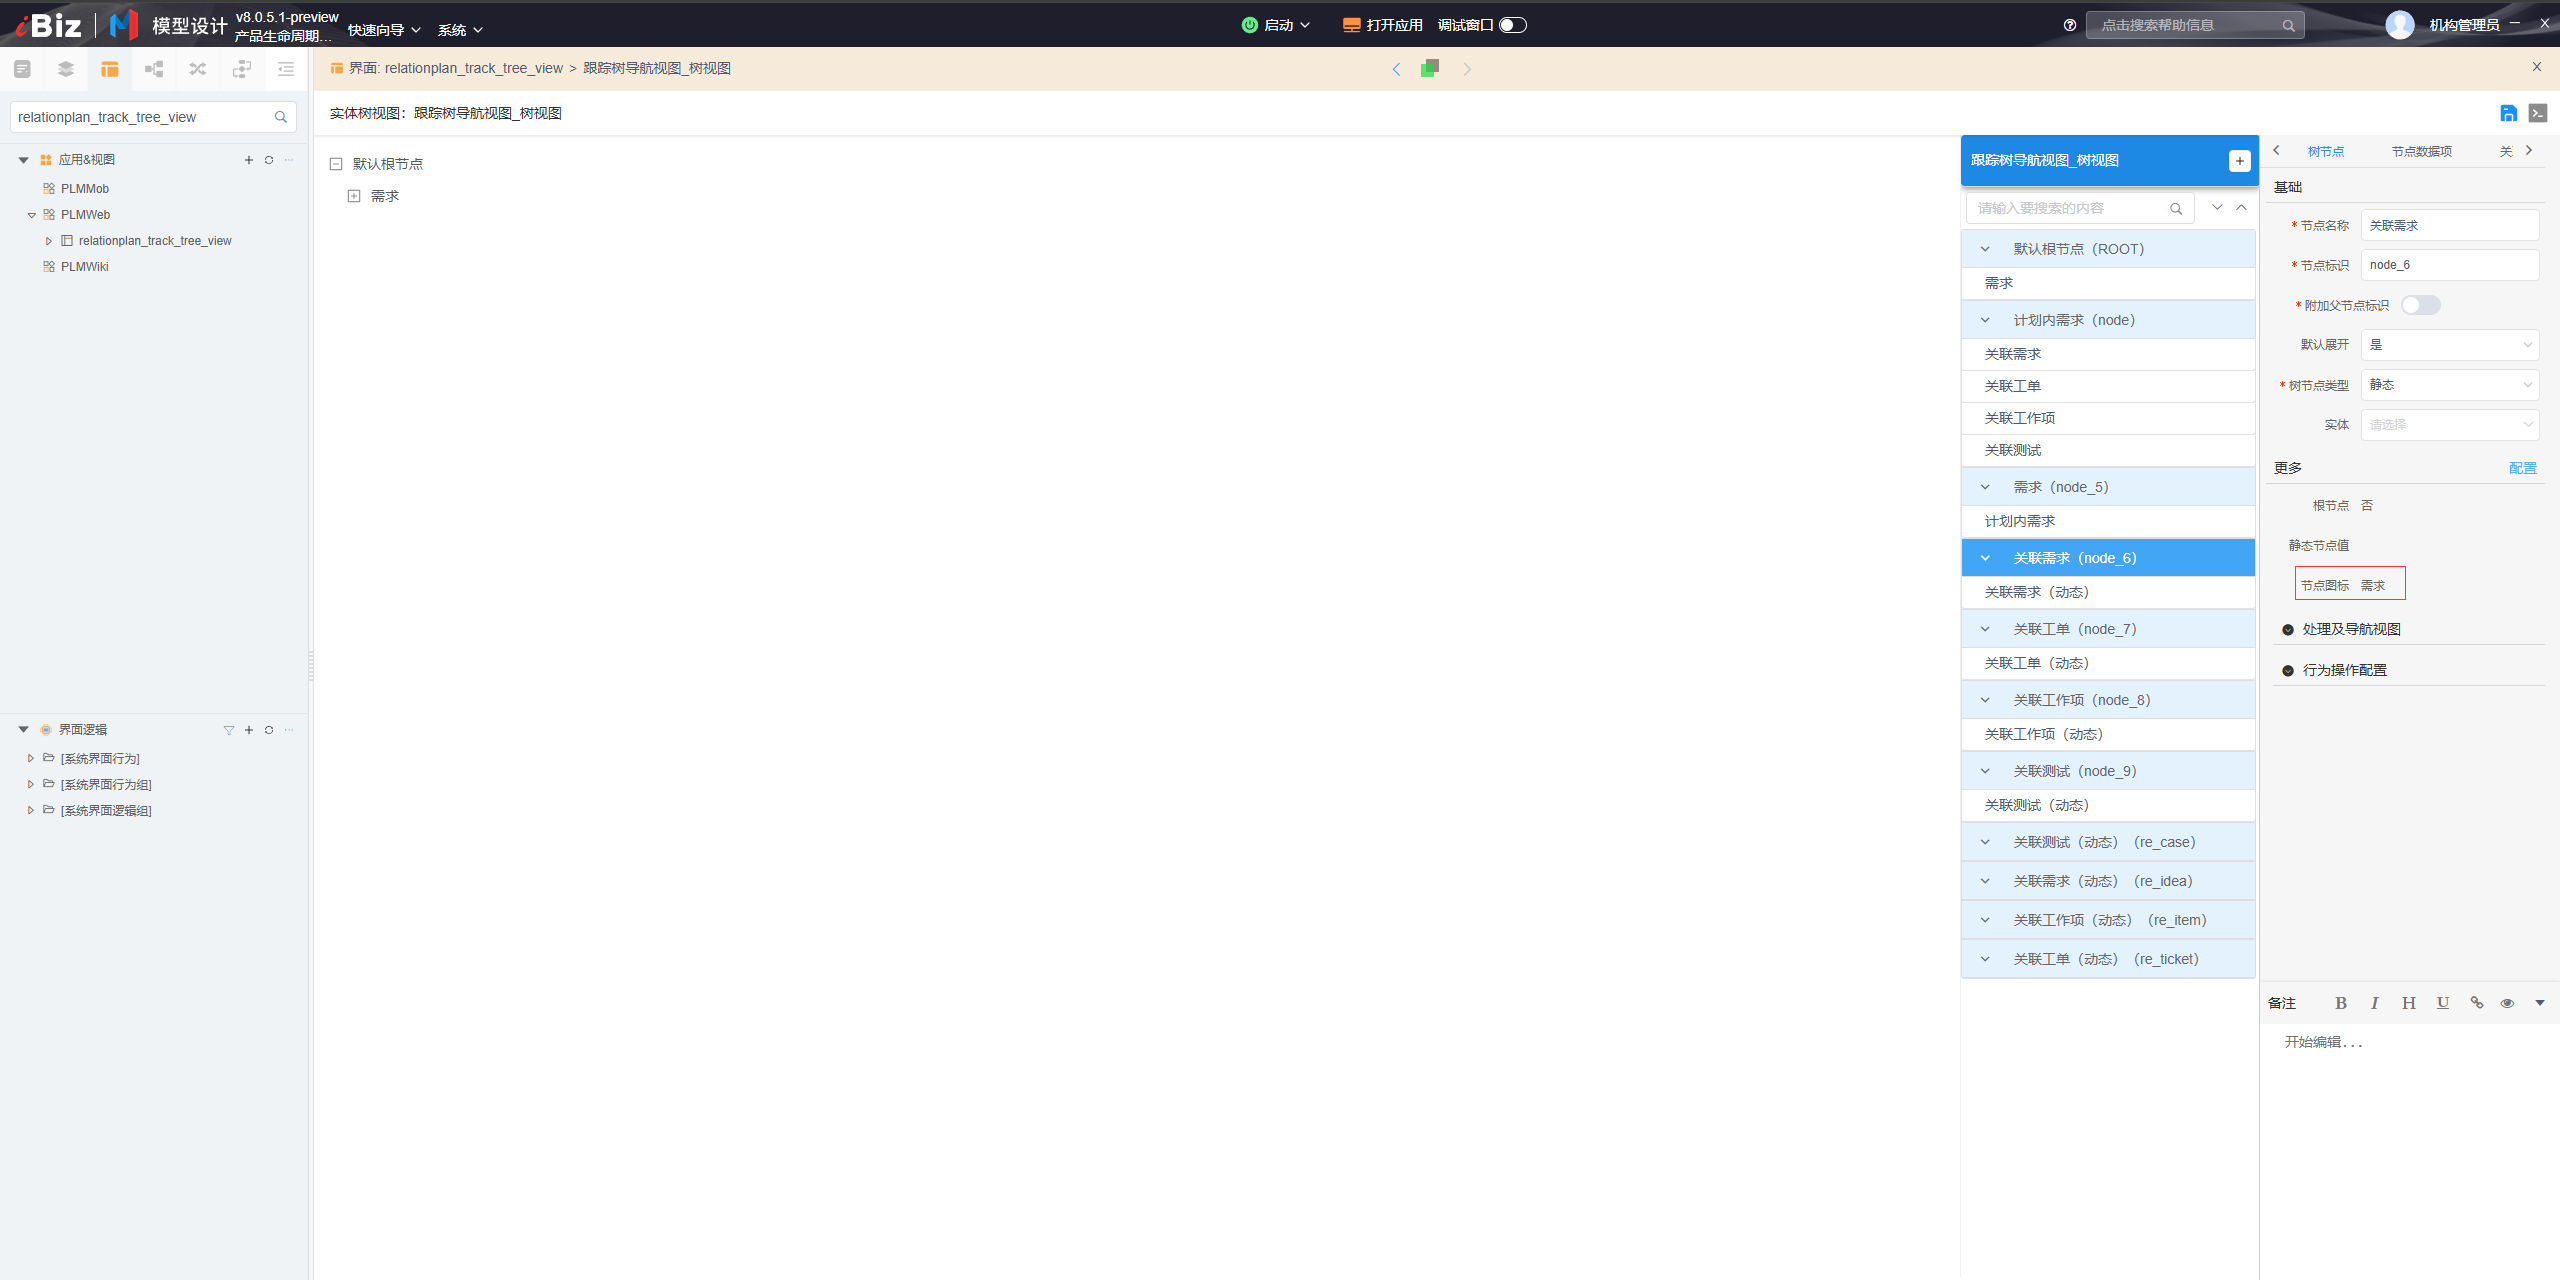 iBiz
模型设计
v8.0.5.1-preview
产品生命周期...
快速向导
系统
启动
打开应用
调试窗口
点击搜索帮助信息
机构管理员
relationplan_track_tree_view
应用&视图
PLMMob
PLMWeb
relationplan_track_tree_view
PLMWiki
界面逻辑
[系统界面行为]
[系统界面行为组]
[系统界面逻辑组]
界面: relationplan_track_tree_view > 跟踪树导航视图_树视图
实体树视图：跟踪树导航视图_树视图
默认根节点
需求
跟踪树导航视图_树视图
请输入要搜索的内容
默认根节点（ROOT）
需求
计划内需求（node）
关联需求
关联工单
关联工作项
关联测试
需求（node_5）
计划内需求
关联需求（node_6）
关联需求（动态）
关联工单（node_7）
关联工单（动态）
关联工作项（node_8）
关联工作项（动态）
关联测试（node_9）
关联测试（动态）
关联测试（动态）（re_case）
关联需求（动态）（re_idea）
关联工作项（动态）（re_item）
关联工单（动态）（re_ticket）
树节点
节点数据项
基础
* 节点名称 关联需求
* 节点标识 node_6
* 附加父节点标识
默认展开 是
* 树节点类型 静态
实体 请选择
更多 配置
根节点 否
静态节点值
节点图标 需求
处理及导航视图
行为操作配置
备注 B I H U
开始编辑...